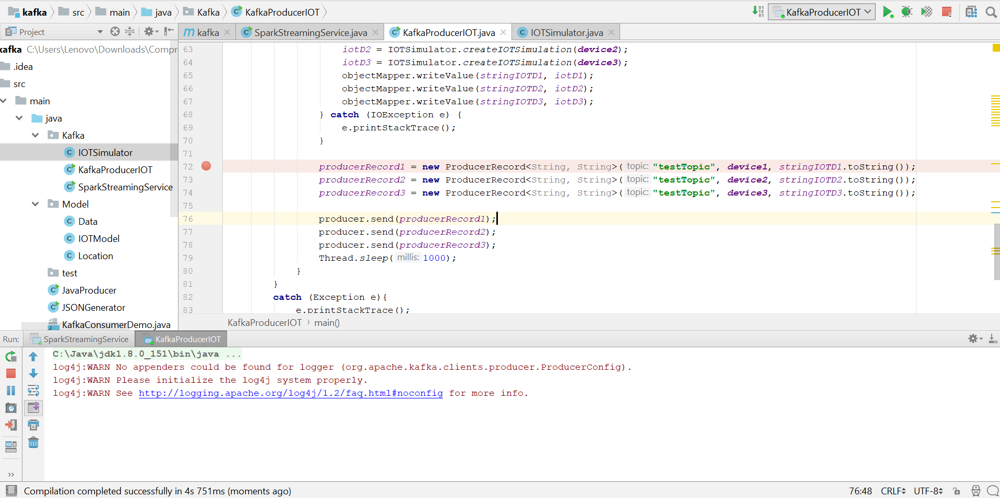 kafka src main java Kafka KafkaProducerIOT KafkaProducerIOT 2
Project
kafka SparkStreamingService.java KafkaProducerIOT.java IOTSimulator.java
kafka C:\Users\Lenovo\Downloads\Compr
.idea
src
main
java
Kafka
IOTSimulator
KafkaProducerIOT
SparkStreamingService
Model
Data
IOTModel
Location
test
JavaProducer
JSONGenerator
KafkaConsumerDemo.java
63 iotD2 = IOTSimulator.createIOTSimulation(device2);
64 iotD3 = IOTSimulator.createIOTSimulation(device3);
65 objectMapper.writeValue(stringIOTD1, iotD1);
66 objectMapper.writeValue(stringIOTD2, iotD2);
67 objectMapper.writeValue(stringIOTD3, iotD3);
68 } catch (IOException e) {
69 e.printStackTrace();
70 }
71
72 producerRecord1 = new ProducerRecord<String, String>( topic: "testTopic", device1, stringIOTD1.toString());
73 producerRecord2 = new ProducerRecord<String, String>( topic: "testTopic", device2, stringIOTD2.toString());
74 producerRecord3 = new ProducerRecord<String, String>( topic: "testTopic", device3, stringIOTD3.toString());
75
76 producer.send(producerRecord1);
77 producer.send(producerRecord2);
78 producer.send(producerRecord3);
79 Thread.sleep( millis: 1000);
80 }
81 }
82 catch (Exception e){
83 e.printStackTrace();
KafkaProducerIOT › main()
Run: SparkStreamingService KafkaProducerIOT
C:\Java\jdk1.8.0_151\bin\java ...
log4j:WARN No appenders could be found for logger (org.apache.kafka.clients.producer.ProducerConfig).
log4j:WARN Please initialize the log4j system properly.
log4j:WARN See http://logging.apache.org/log4j/1.2/faq.html#noconfig for more info.
Compilation completed successfully in 4s 751ms (moments ago) 76:48 CRLF UTF-8